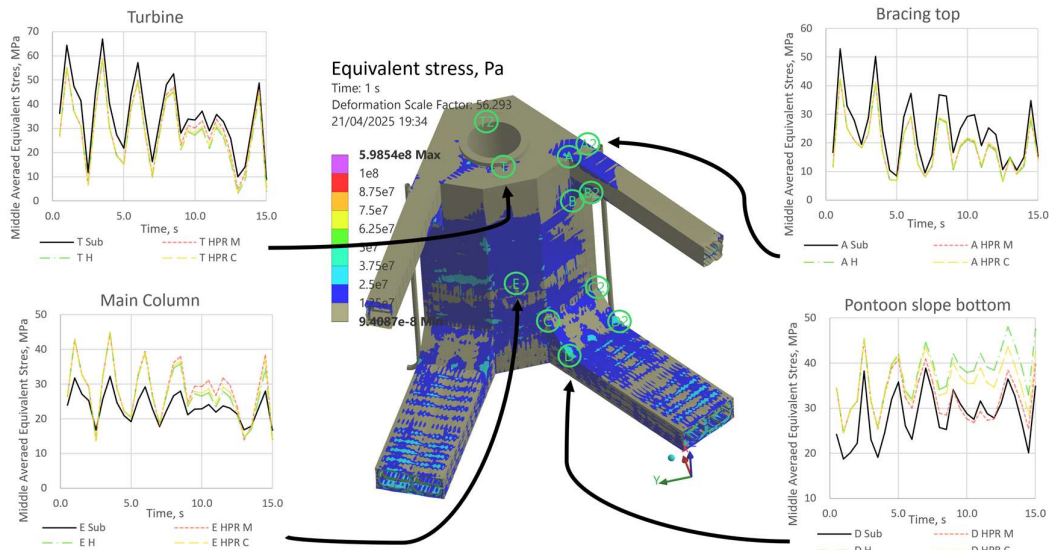 Turbine
Middle Averaed Equivalent Stres, MPa
70
60
50
40
30
20
10
0
0.0
5.0
10.0
15.0
Time, s
T Sub
T HPR M
T H
T HPR C
Main Column
Middle Averaed Equivalent Stres, MPa
50
40
30
20
10
0
0.0
5.0
10.0
15.0
Time, s
E Sub
E HPR M
E H
E HPR C
Equivalent stress, Pa
Time: 1 s
Deformation Scale Factor: 56.293
21/04/2025 19:34
5.9854e8 Max
1e8
8.75e7
7.5e7
6.25e7
5e7
3.75e7
2.5e7
1.25e7
9.4087e-8 Min
T2
T
A2
A
B2
B
E
C2
C
D2
Y
Bracing top
Middle Averaed Equivalent Stres, MPa
60
50
40
30
20
10
0
0.0
5.0
10.0
15.0
Time, s
A Sub
A HPR M
A H
A HPR C
Pontoon slope bottom
Middle Averaed Equivalent Stres, MPa
50
40
30
20
10
0.0
5.0
10.0
15.0
Time, s
D Sub
D HPR M
D H
D HPR C